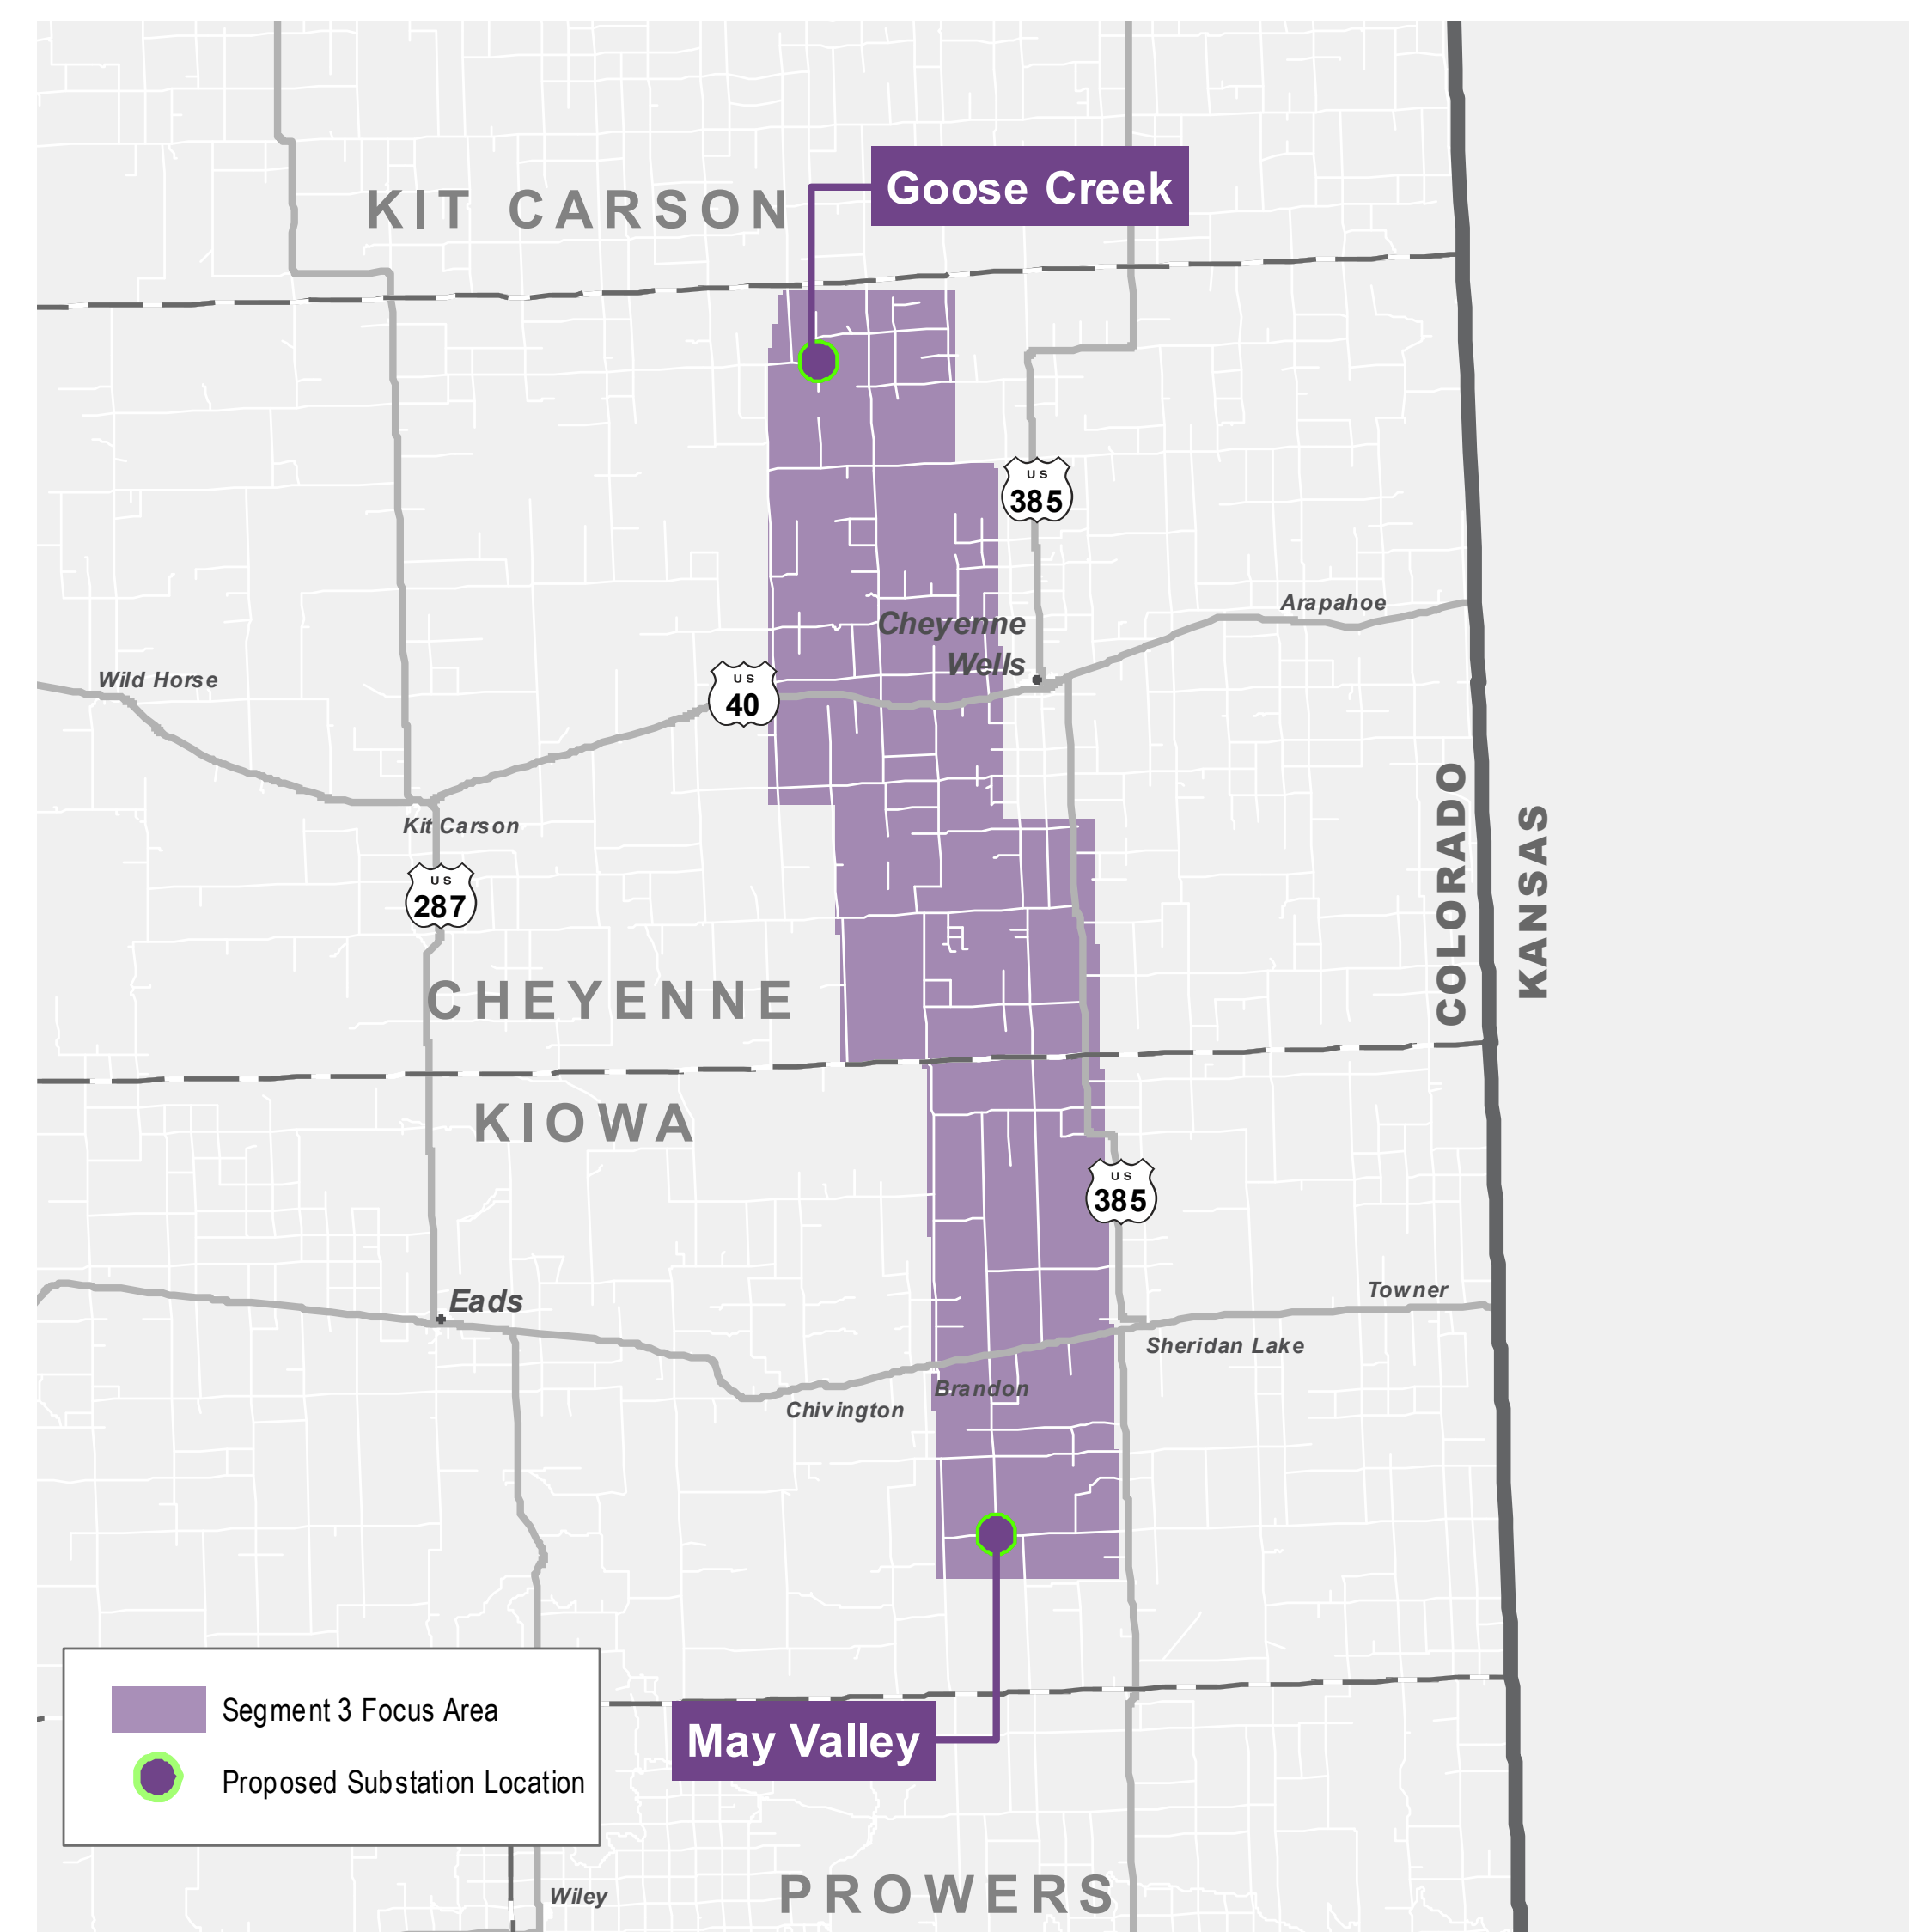 Goose Creek
KIT CARSON
US
385
Arapahoe
Cheyenne
Wells
Wild Horse
US
40
Kit Carson
COLORADO
KANSAS
US
287
CHEYENNE
KIOWA
US
385
Towner
Eads
Sheridan Lake
Brandon
Chivington
Segment 3 Focus Area
May Valley
Proposed Substation Location
PROWERS
Wiley